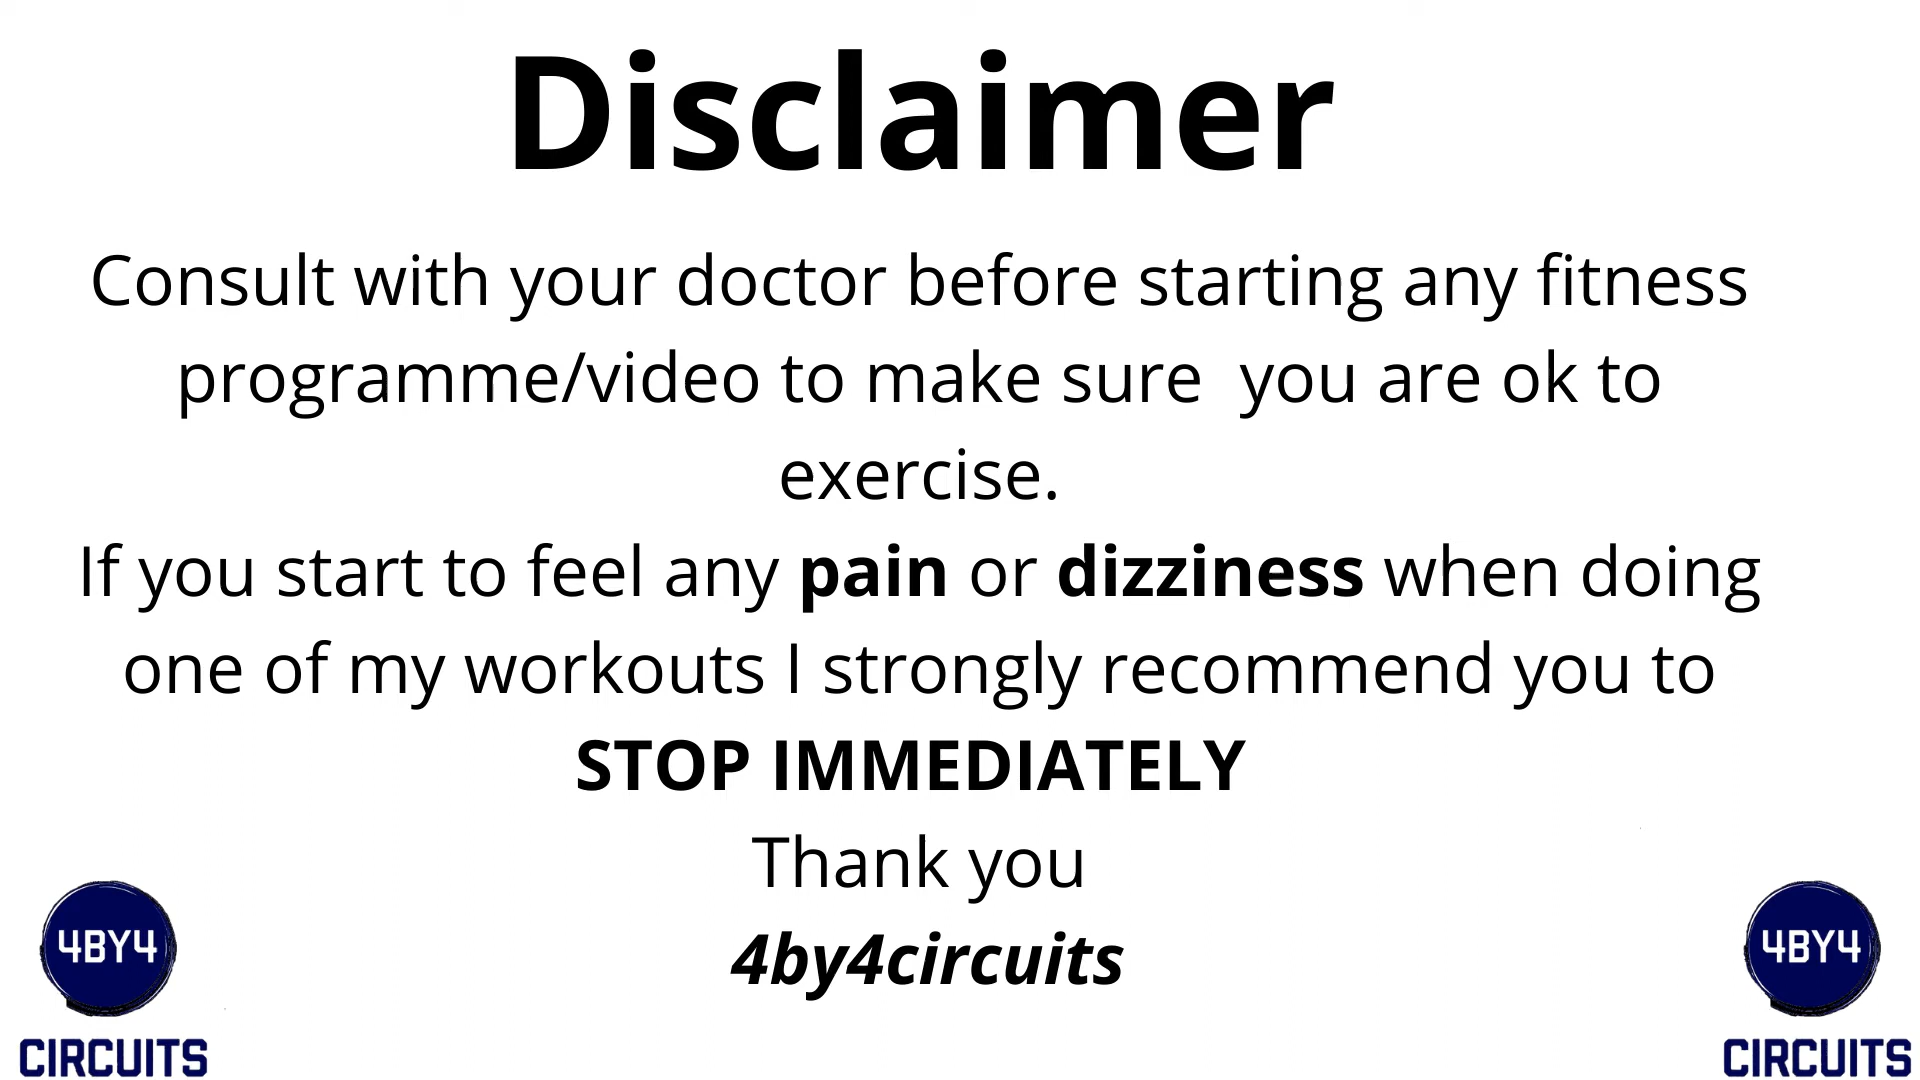 Disclaimer
Consult with your doctor before starting any fitness
programme/video to make sure  you are ok to
exercise.
If you start to feel any pain or dizziness when doing
one of my workouts I strongly recommend you to
STOP IMMEDIATELY
Thank you
4by4circuits
4BY4
CIRCUITS
4BY4
CIRCUITS